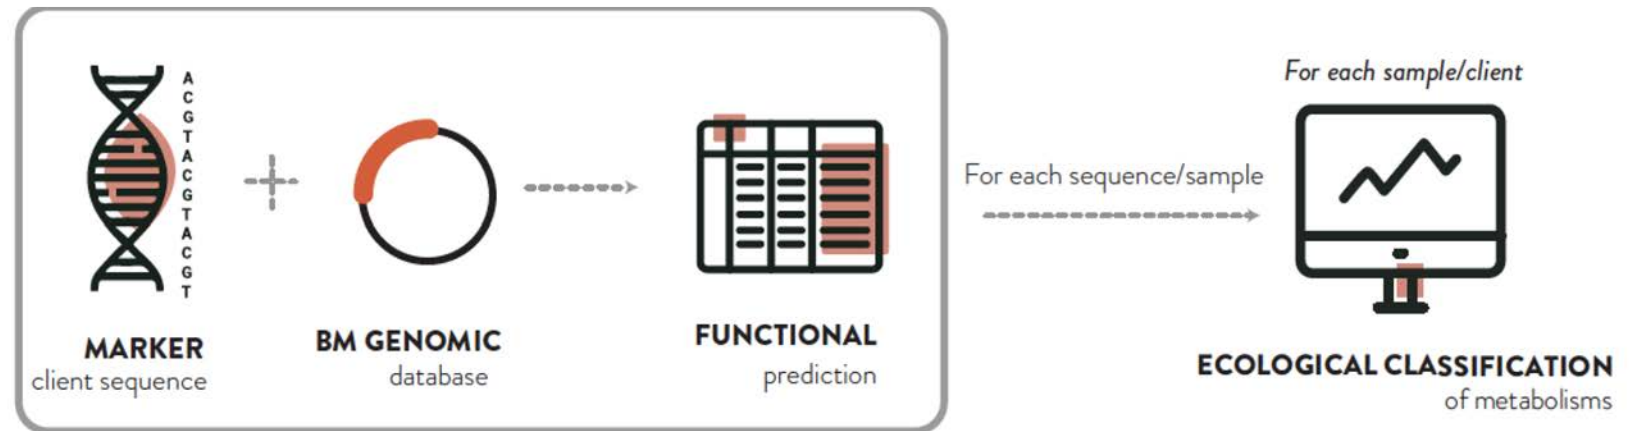 A
C
G
T
A
C
G
T
A
C
G
T
MARKER
client sequence
BM GENOMIC
database
FUNCTIONAL
prediction
For each sequence/sample
For each sample/client
ECOLOGICAL CLASSIFICATION
of metabolisms